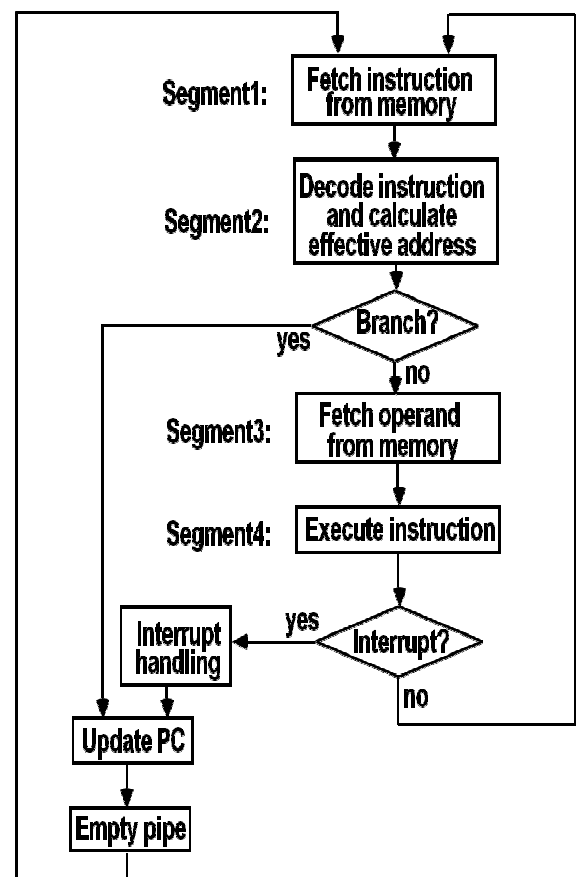 Segment1:
Fetch instruction
from memory
Segment2:
Decode instruction
and calculate
effective address
Branch?
yes
no
Segment3:
Fetch operand
from memory
Segment4:
Execute instruction
Interrupt?
yes
no
Interrupt
handling
Update PC
Empty pipe